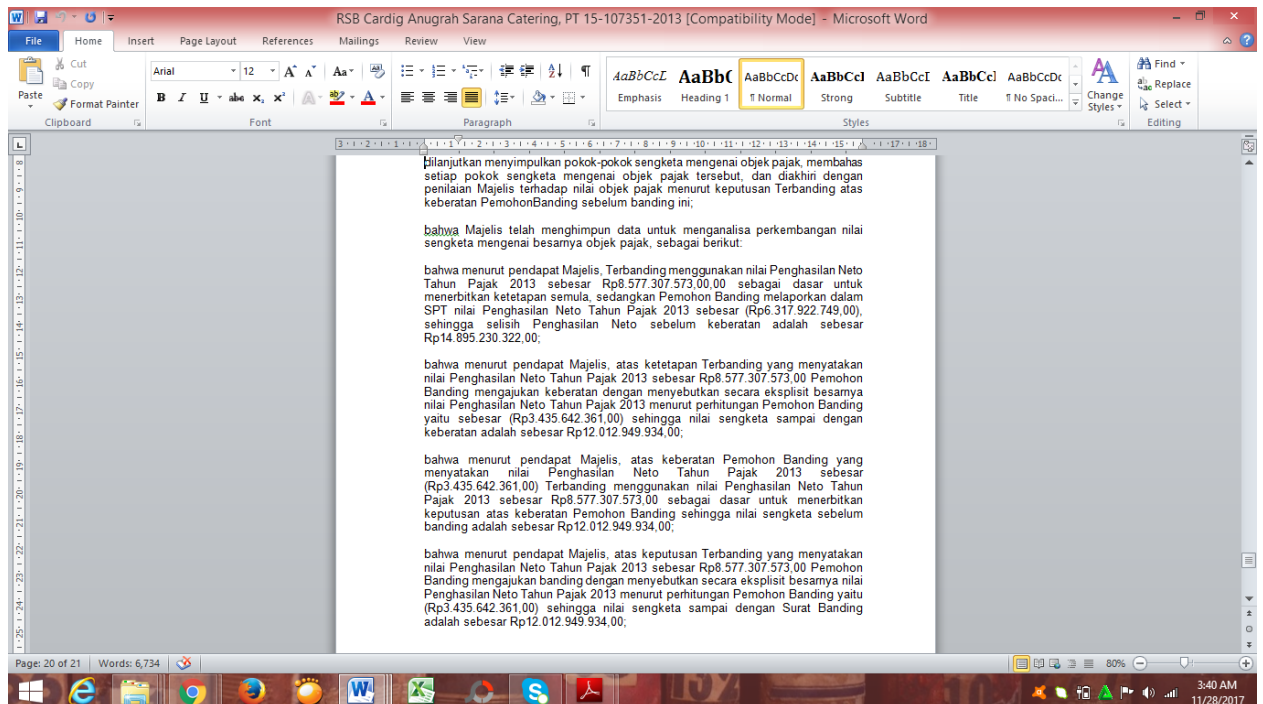 RSB Cardig Anugrah Sarana Catering, PT 15-107351-2013 [Compatibility Mode] - Microsoft Word
File Home Insert Page Layout References Mailings Review View
Cut
Copy
Format Painter
Paste
Arial 12
Find
Replace
Select
Change Styles
AaBbCcL AaBb( AaBbCcDc AaBbCcl AaBbCcI AaBbCcl AaBbCcDc
Emphasis Heading 1 ¶ Normal Strong Subtitle Title ¶ No Spaci...
Clipboard Font Paragraph Styles Editing
dilanjutkan menyimpulkan pokok-pokok sengketa mengenai objek pajak, membahas
setiap pokok sengketa mengenai objek pajak tersebut, dan diakhiri dengan
penilaian Majelis terhadap nilai objek pajak menurut keputusan Terbanding atas
keberatan PemohonBanding sebelum banding ini;
bahwa Majelis telah menghimpun data untuk menganalisa perkembangan nilai
sengketa mengenai besarnya objek pajak, sebagai berikut:
bahwa menurut pendapat Majelis, Terbanding menggunakan nilai Penghasilan Neto
Tahun Pajak 2013 sebesar Rp8.577.307.573,00,00 sebagai dasar untuk
menerbitkan ketetapan semula, sedangkan Pemohon Banding melaporkan dalam
SPT nilai Penghasilan Neto Tahun Pajak 2013 sebesar (Rp6.317.922.749,00),
sehingga selisih Penghasilan Neto sebelum keberatan adalah sebesar
Rp14.895.230.322,00;
bahwa menurut pendapat Majelis, atas ketetapan Terbanding yang menyatakan
nilai Penghasilan Neto Tahun Pajak 2013 sebesar Rp8.577.307.573,00 Pemohon
Banding mengajukan keberatan dengan menyebutkan secara eksplisit besarnya
nilai Penghasilan Neto Tahun Pajak 2013 menurut perhitungan Pemohon Banding
yaitu sebesar (Rp3.435.642.361,00) sehingga nilai sengketa sampai dengan
keberatan adalah sebesar Rp12.012.949.934,00;
bahwa menurut pendapat Majelis, atas keberatan Pemohon Banding yang
menyatakan nilai Penghasilan Neto Tahun Pajak 2013 sebesar
(Rp3.435.642.361,00) Terbanding menggunakan nilai Penghasilan Neto Tahun
Pajak 2013 sebesar Rp8.577.307.573,00 sebagai dasar untuk menerbitkan
keputusan atas keberatan Pemohon Banding sehingga nilai sengketa sebelum
banding adalah sebesar Rp12.012.949.934,00;
bahwa menurut pendapat Majelis, atas keputusan Terbanding yang menyatakan
nilai Penghasilan Neto Tahun Pajak 2013 sebesar Rp8.577.307.573,00 Pemohon
Banding mengajukan banding dengan menyebutkan secara eksplisit besarnya nilai
Penghasilan Neto Tahun Pajak 2013 menurut perhitungan Pemohon Banding yaitu
(Rp3.435.642.361,00) sehingga nilai sengketa sampai dengan Surat Banding
adalah sebesar Rp12.012.949.934,00;
Page: 20 of 21 Words: 6,734 80%
3:40 AM
11/28/2017